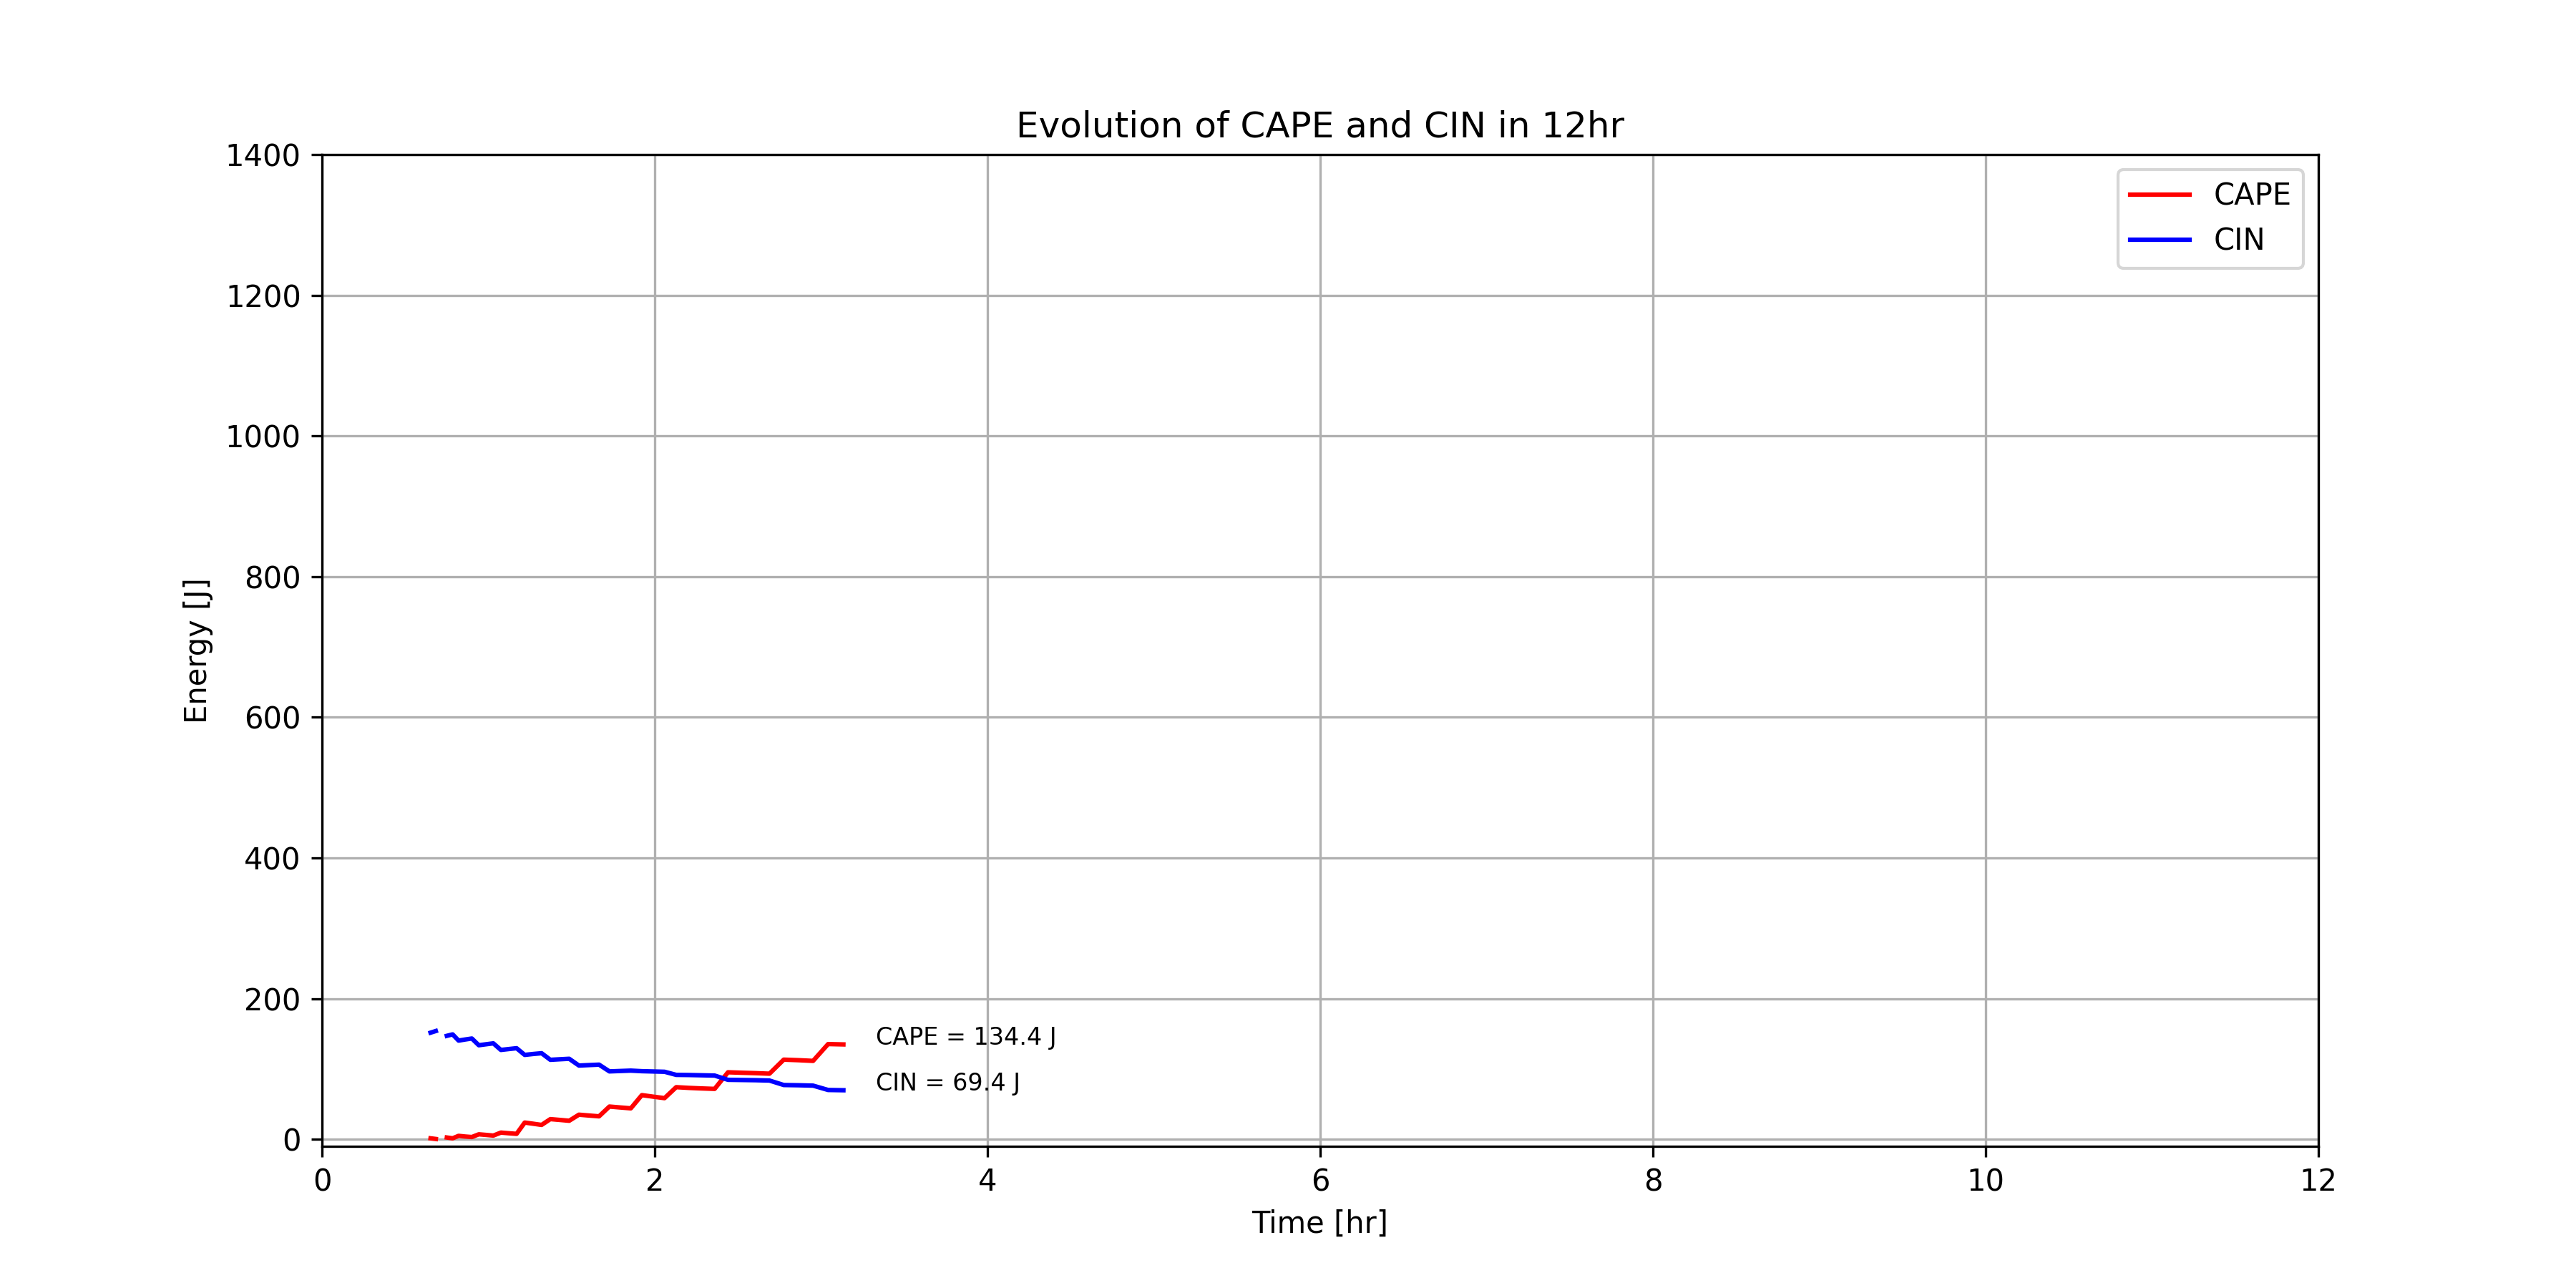 Evolution of CAPE and CIN in 12hr
1400
1200
1000
800
600
400
200
0
Energy [J]
CAPE
CIN
CAPE = 134.4 J
CIN = 69.4 J
0 2 4 6 8 10 12
Time [hr]